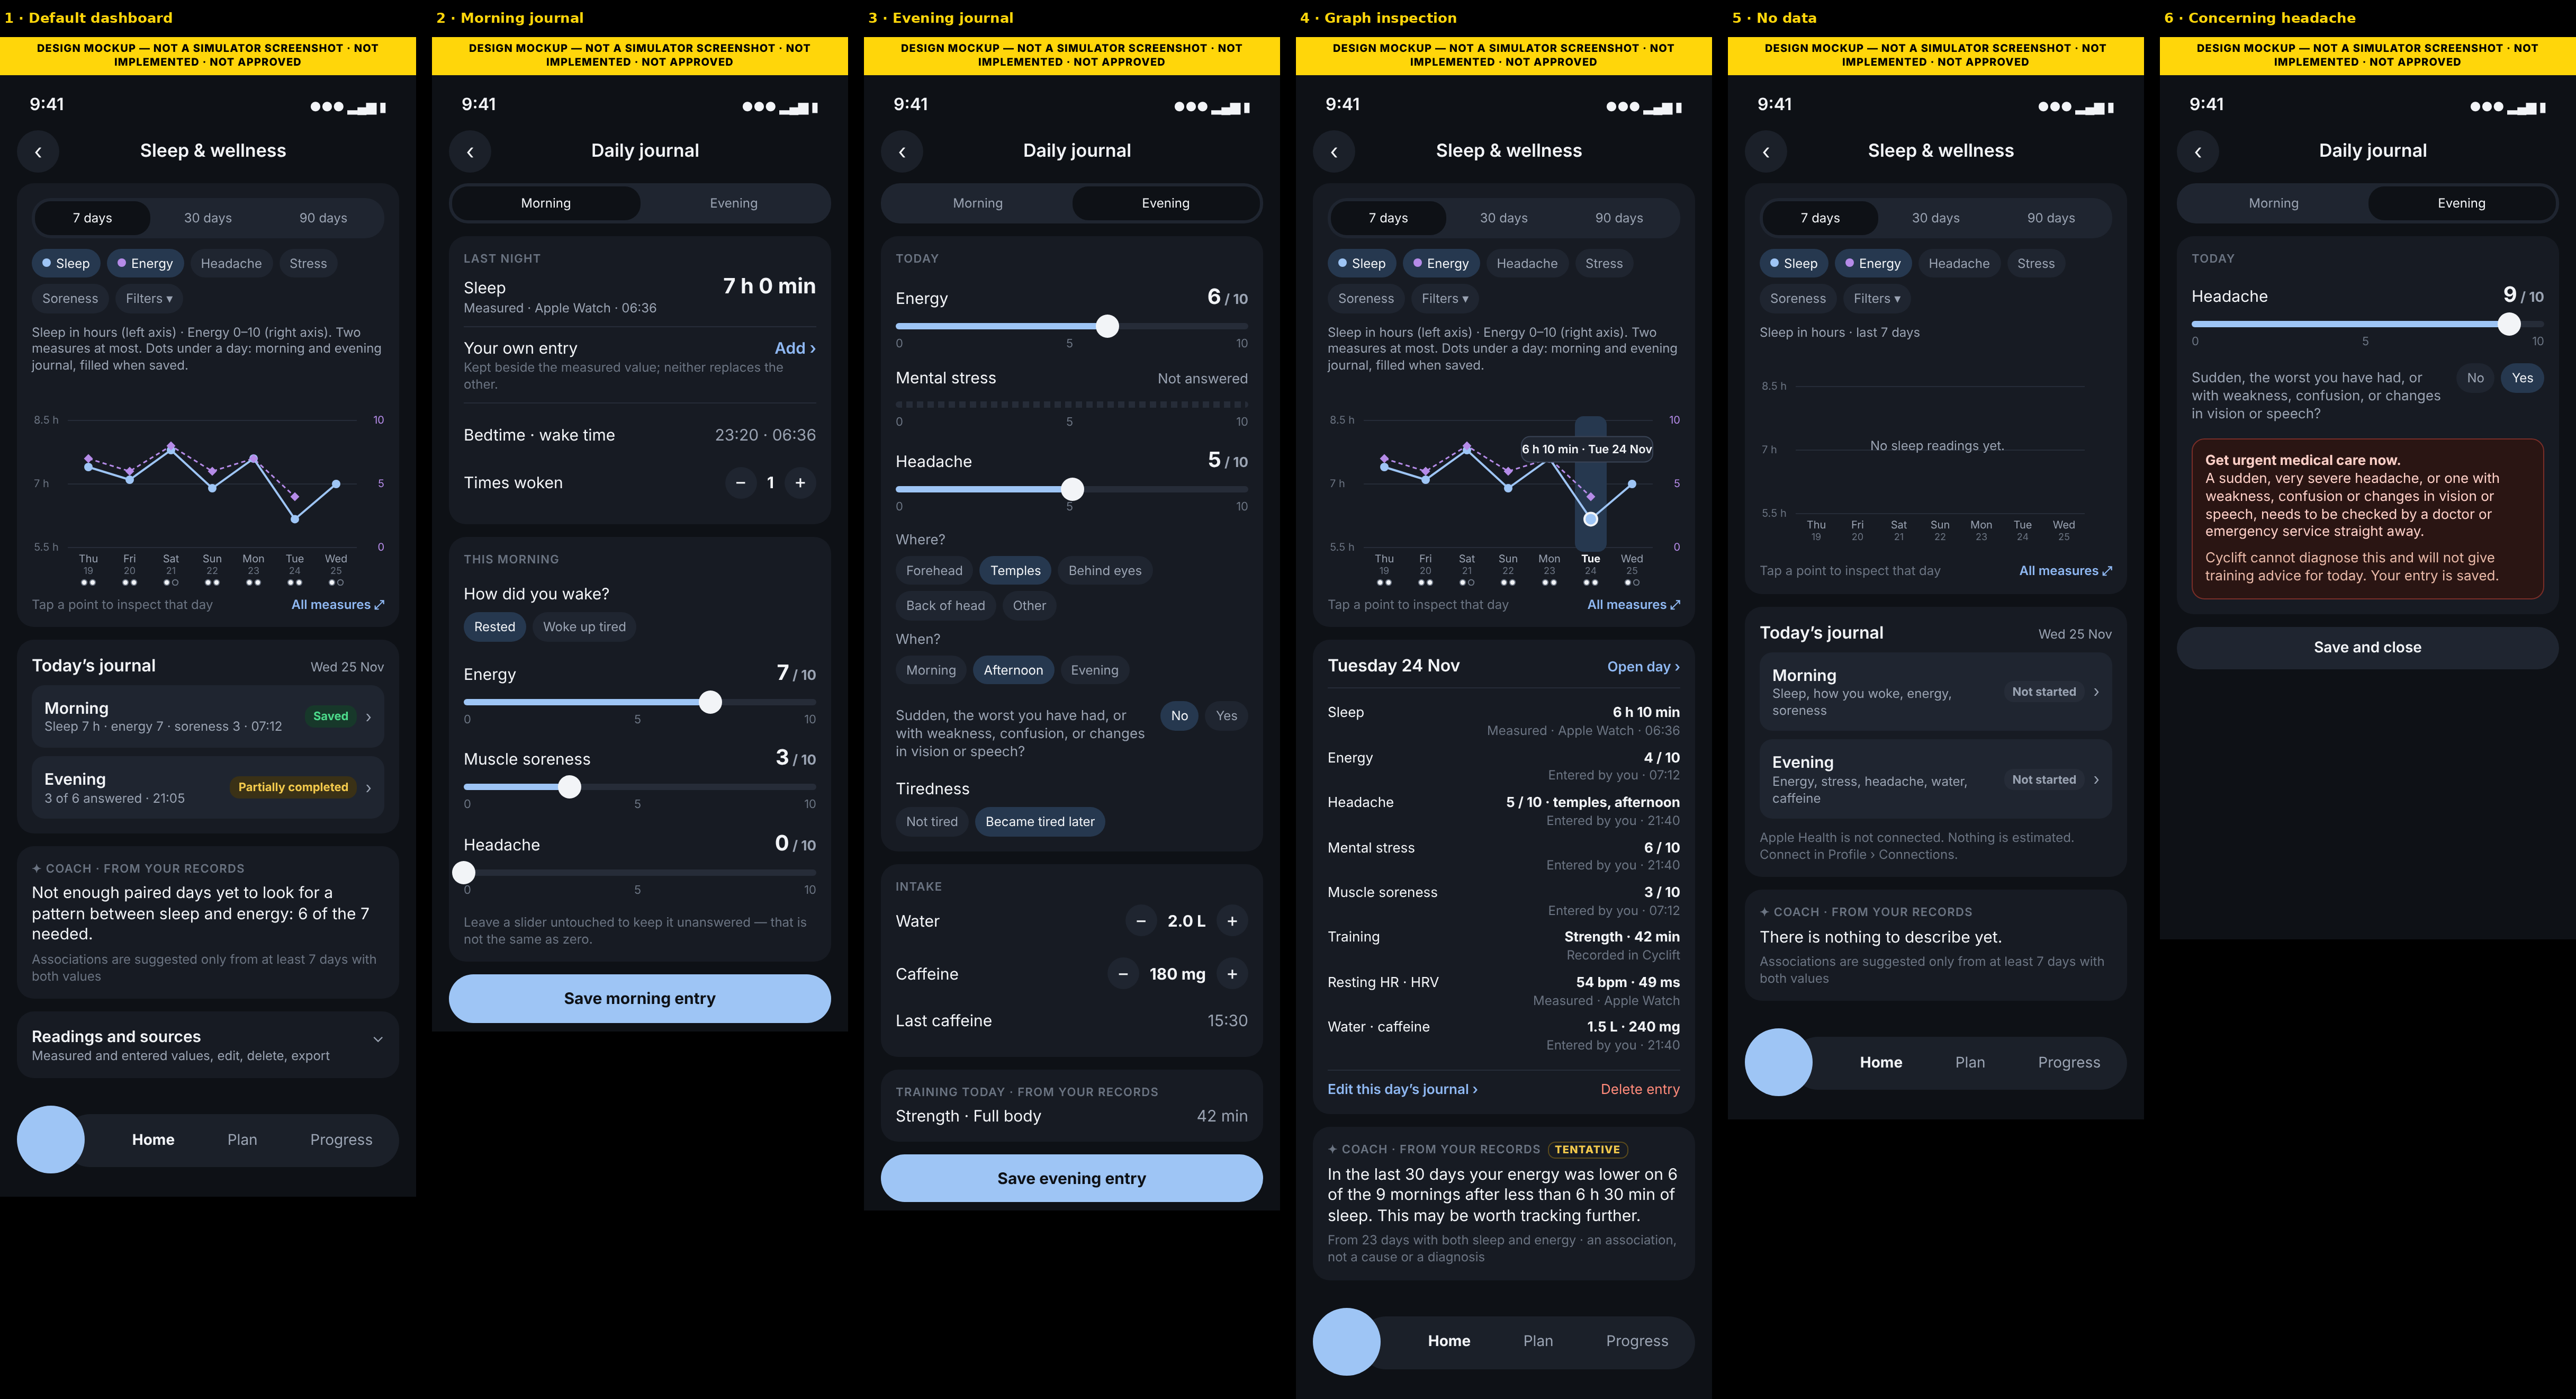 1 · Default dashboard
DESIGN MOCKUP — NOT A SIMULATOR SCREENSHOT · NOT
IMPLEMENTED · NOT APPROVED
9:41
Sleep & wellness
7 days
30 days
90 days
Sleep
Energy
Headache
Stress
Soreness
Filters ▾
Sleep in hours (left axis) · Energy 0–10 (right axis). Two
measures at most. Dots under a day: morning and evening
journal, filled when saved.
8.5 h
10
7 h
5
5.5 h
0
Thu Fri Sat Sun Mon Tue Wed
19 20 21 22 23 24 25
Tap a point to inspect that day
All measures ⤢
Today’s journal
Wed 25 Nov
Morning
Sleep 7 h · energy 7 · soreness 3 · 07:12
Saved ›
Evening
3 of 6 answered · 21:05
Partially completed ›
✦ COACH · FROM YOUR RECORDS
Not enough paired days yet to look for a
pattern between sleep and energy: 6 of the 7
needed.
Associations are suggested only from at least 7 days with
both values
Readings and sources
Measured and entered values, edit, delete, export
Home
Plan
Progress
2 · Morning journal
DESIGN MOCKUP — NOT A SIMULATOR SCREENSHOT · NOT
IMPLEMENTED · NOT APPROVED
9:41
Daily journal
Morning
Evening
LAST NIGHT
Sleep
7 h 0 min
Measured · Apple Watch · 06:36
Your own entry
Add ›
Kept beside the measured value; neither replaces the
other.
Bedtime · wake time
23:20 · 06:36
Times woken
− 1 +
THIS MORNING
How did you wake?
Rested
Woke up tired
Energy
7 / 10
0 5 10
Muscle soreness
3 / 10
0 5 10
Headache
0 / 10
0 5 10
Leave a slider untouched to keep it unanswered — that is
not the same as zero.
Save morning entry
3 · Evening journal
DESIGN MOCKUP — NOT A SIMULATOR SCREENSHOT · NOT
IMPLEMENTED · NOT APPROVED
9:41
Daily journal
Morning
Evening
TODAY
Energy
6 / 10
0 5 10
Mental stress
Not answered
0 5 10
Headache
5 / 10
0 5 10
Where?
Forehead
Temples
Behind eyes
Back of head
Other
When?
Morning
Afternoon
Evening
Sudden, the worst you have had, or
with weakness, confusion, or changes
in vision or speech?
No
Yes
Tiredness
Not tired
Became tired later
INTAKE
Water
− 2.0 L +
Caffeine
− 180 mg +
Last caffeine
15:30
TRAINING TODAY · FROM YOUR RECORDS
Strength · Full body
42 min
Save evening entry
4 · Graph inspection
DESIGN MOCKUP — NOT A SIMULATOR SCREENSHOT · NOT
IMPLEMENTED · NOT APPROVED
9:41
Sleep & wellness
7 days
30 days
90 days
Sleep
Energy
Headache
Stress
Soreness
Filters ▾
Sleep in hours (left axis) · Energy 0–10 (right axis). Two
measures at most. Dots under a day: morning and evening
journal, filled when saved.
8.5 h
10
6 h 10 min · Tue 24 Nov
7 h
5
5.5 h
0
Thu Fri Sat Sun Mon Tue Wed
19 20 21 22 23 24 25
Tap a point to inspect that day
All measures ⤢
Tuesday 24 Nov
Open day ›
Sleep
6 h 10 min
Measured · Apple Watch · 06:36
Energy
4 / 10
Entered by you · 07:12
Headache
5 / 10 · temples, afternoon
Entered by you · 21:40
Mental stress
6 / 10
Entered by you · 21:40
Muscle soreness
3 / 10
Entered by you · 07:12
Training
Strength · 42 min
Recorded in Cyclift
Resting HR · HRV
54 bpm · 49 ms
Measured · Apple Watch
Water · caffeine
1.5 L · 240 mg
Entered by you · 21:40
Edit this day’s journal ›
Delete entry
✦ COACH · FROM YOUR RECORDS
TENTATIVE
In the last 30 days your energy was lower on 6
of the 9 mornings after less than 6 h 30 min of
sleep. This may be worth tracking further.
From 23 days with both sleep and energy · an association,
not a cause or a diagnosis
Home
Plan
Progress
5 · No data
DESIGN MOCKUP — NOT A SIMULATOR SCREENSHOT · NOT
IMPLEMENTED · NOT APPROVED
9:41
Sleep & wellness
7 days
30 days
90 days
Sleep
Energy
Headache
Stress
Soreness
Filters ▾
Sleep in hours · last 7 days
8.5 h
7 h
No sleep readings yet.
5.5 h
Thu Fri Sat Sun Mon Tue Wed
19 20 21 22 23 24 25
Tap a point to inspect that day
All measures ⤢
Today’s journal
Wed 25 Nov
Morning
Sleep, how you woke, energy,
soreness
Not started ›
Evening
Energy, stress, headache, water,
caffeine
Not started ›
Apple Health is not connected. Nothing is estimated.
Connect in Profile › Connections.
✦ COACH · FROM YOUR RECORDS
There is nothing to describe yet.
Associations are suggested only from at least 7 days with
both values
Home
Plan
Progress
6 · Concerning headache
DESIGN MOCKUP — NOT A SIMULATOR SCREENSHOT · NOT
IMPLEMENTED · NOT APPROVED
9:41
Daily journal
Morning
Evening
TODAY
Headache
9 / 10
0 5 10
Sudden, the worst you have had, or
with weakness, confusion, or changes
in vision or speech?
No
Yes
Get urgent medical care now.
A sudden, very severe headache, or one with
weakness, confusion or changes in vision or
speech, needs to be checked by a doctor or
emergency service straight away.
Cyclift cannot diagnose this and will not give
training advice for today. Your entry is saved.
Save and close